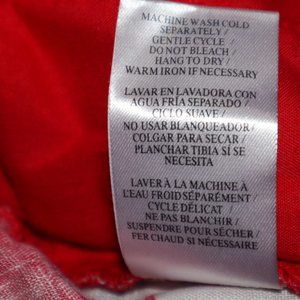 MACHINE WASH COLD
SEPARATELY /
GENTLE CYCLE /
DO NOT BLEACH /
HANG TO DRY /
WARM IRON IF NECESSARY
LAVAR EN LAVADORA CON
AGUA FRÍA SEPARADO /
CICLO SUAVE /
NO USAR BLANQUEADOR /
COLGAR PARA SECAR /
PLANCHAR TIBIA SÍ SE
NECESITA
LAVER À LA MACHINE À
L'EAU FROID SÉPARÉMENT /
CYCLE DÉLICAT /
NE PAS BLANCHIR /
SUSPENDRE POUR SÉCHER /
FER CHAUD SI NÉCESSAIRE